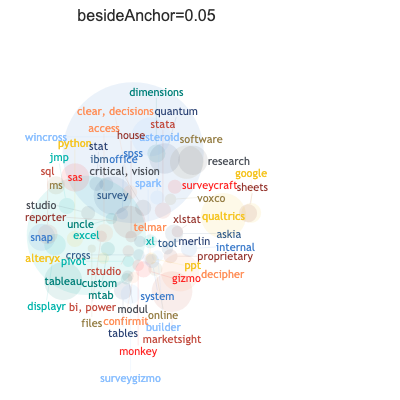 besideAnchor=0.05
dimensions
clear, decisions quantum
stata
access
house asteroid software
wincross
python stat
spss
jmp ibm office research
sql critical, vision google
sas
ms spark surveycraft sheets
survey voxco
studio
reporter xlstat qualtrics
uncle telmar
snap excel xl tool merlin askia
internal
cross proprietary
alteryx pivot ppt
rstudio decipher
tableau custom gizmo
mtab system
displayr bi, power modul online
files confirmit
tables builder
marketsight
monkey
surveygizmo